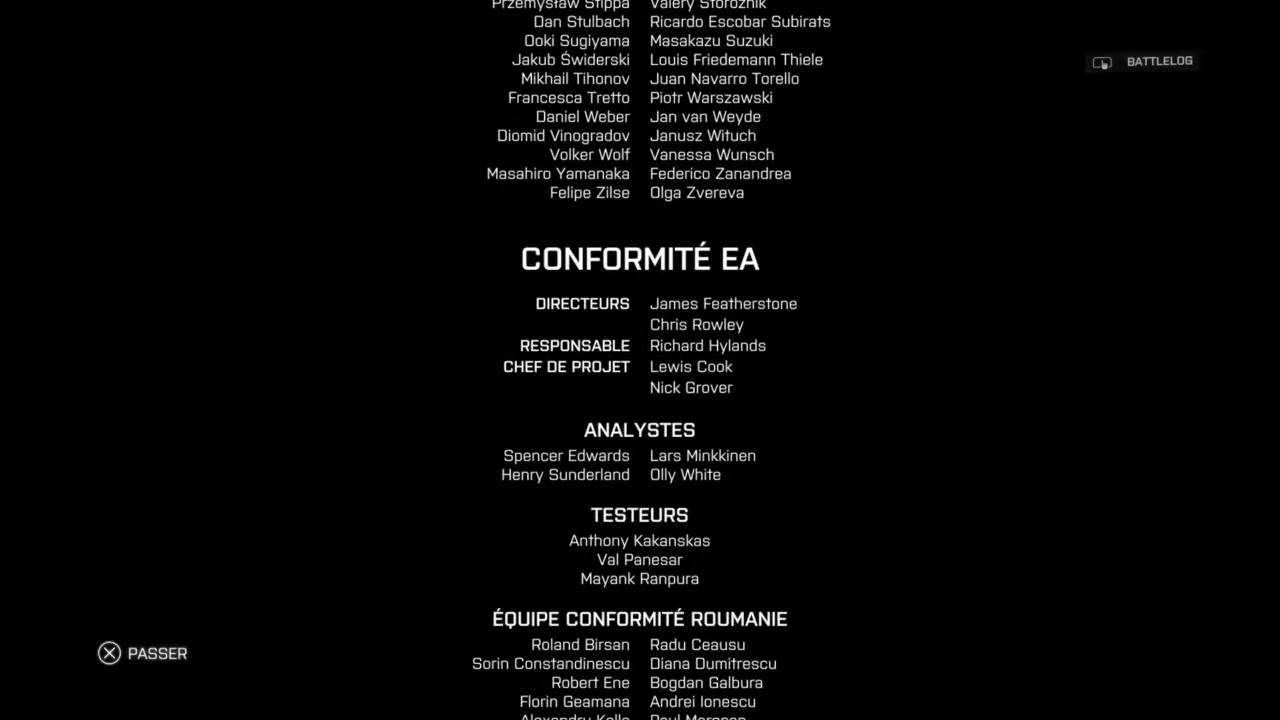 Przemysław Stippa Valery Storozhik
Dan Stulbach Ricardo Escobar Subirats
Ooki Sugiyama Masakazu Suzuki
Jakub Świderski Louis Friedemann Thiele
BATTLELOG
Mikhail Tihonov Juan Navarro Torello
Francesca Tretto Piotr Warszawski
Daniel Weber Jan van Weyde
Diomid Vinogradov Janusz Wituch
Volker Wolf Vanessa Wunsch
Masahiro Yamanaka Federico Zanandrea
Felipe Zilse Olga Zvereva
CONFORMITÉ EA
DIRECTEURS James Featherstone
Chris Rowley
RESPONSABLE Richard Hylands
CHEF DE PROJET Lewis Cook
Nick Grover
ANALYSTES
Spencer Edwards Lars Minkkinen
Henry Sunderland Olly White
TESTEURS
Anthony Kakanskas
Val Panesar
Mayank Ranpura
ÉQUIPE CONFORMITÉ ROUMANIE
Roland Birsan Radu Ceausu
PASSER
Sorin Constandinescu Diana Dumitrescu
Robert Ene Bogdan Galbura
Florin Geamana Andrei Ionescu